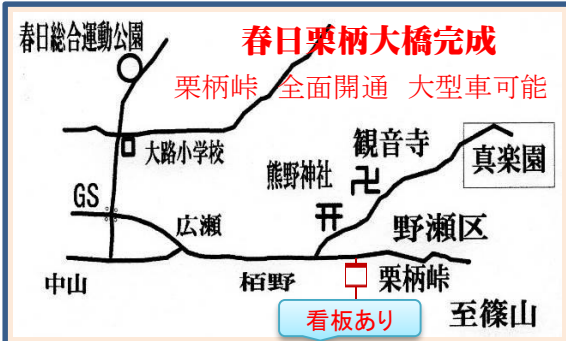 春日総合運動公園
春日栗柄大橋完成
栗柄峠 全面開通 大型車可能
大路小学校
観音寺
真楽園
熊野神社
卍
GS
広瀬
野瀬区
中山
栢野
栗柄峠
看板あり
至篠山